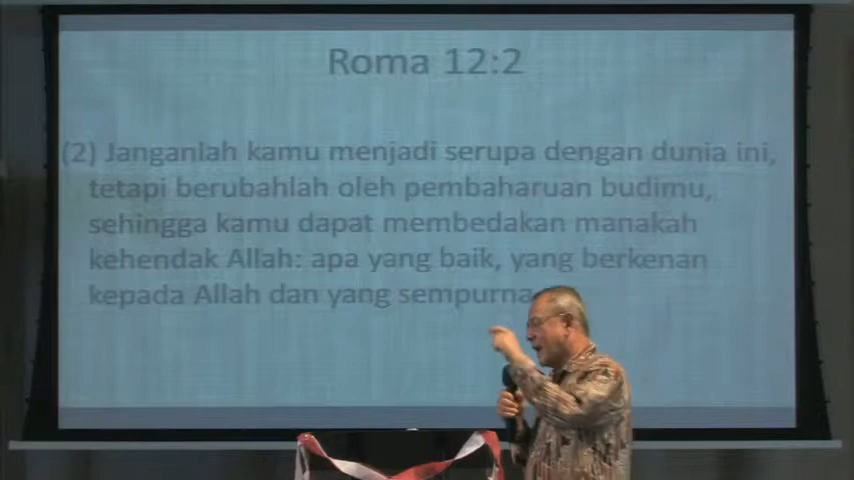 Roma 12:2
(2) Janganlah kamu menjadi serupa dengan dunia ini,
tetapi berubahlah oleh pembaharuan budimu,
sehingga kamu dapat membedakan manakah
kehendak Allah: apa yang baik, yang berkenan
kepada Allah dan yang sempurna